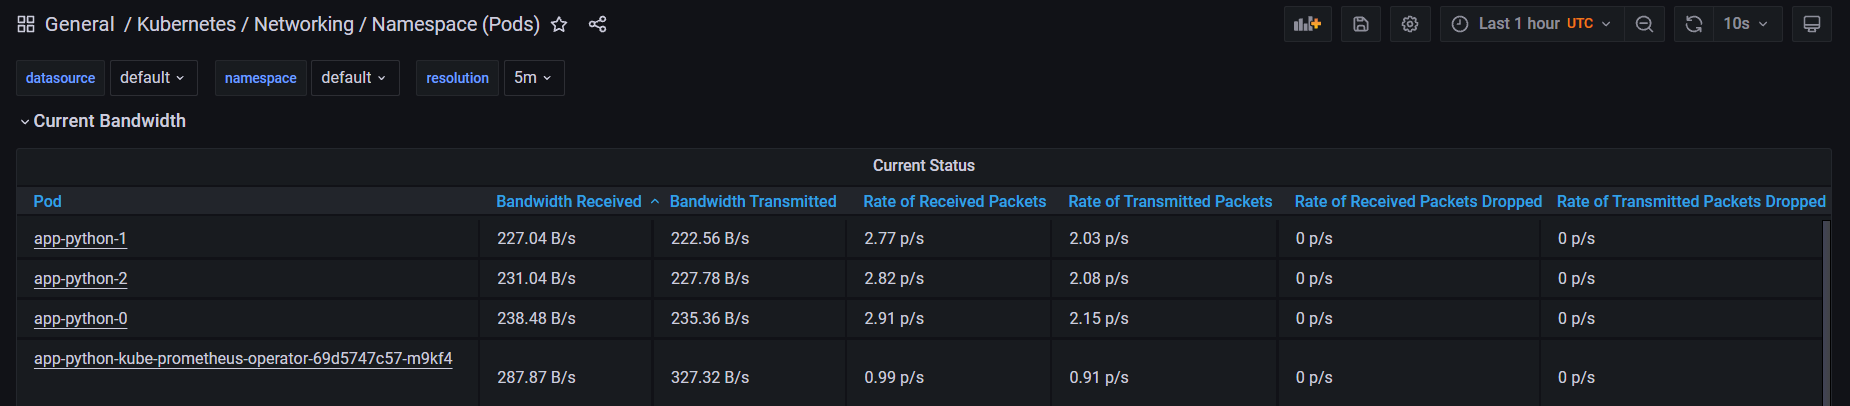 General / Kubernetes / Networking / Namespace (Pods) Last 1 hour UTC 10s
datasource default namespace default resolution 5m
Current Bandwidth
Current Status
Pod Bandwidth Received Bandwidth Transmitted Rate of Received Packets Rate of Transmitted Packets Rate of Received Packets Dropped Rate of Transmitted Packets Dropped
app-python-1 227.04 B/s 222.56 B/s 2.77 p/s 2.03 p/s 0 p/s 0 p/s
app-python-2 231.04 B/s 227.78 B/s 2.82 p/s 2.08 p/s 0 p/s 0 p/s
app-python-0 238.48 B/s 235.36 B/s 2.91 p/s 2.15 p/s 0 p/s 0 p/s
app-python-kube-prometheus-operator-69d5747c57-m9kf4 287.87 B/s 327.32 B/s 0.99 p/s 0.91 p/s 0 p/s 0 p/s